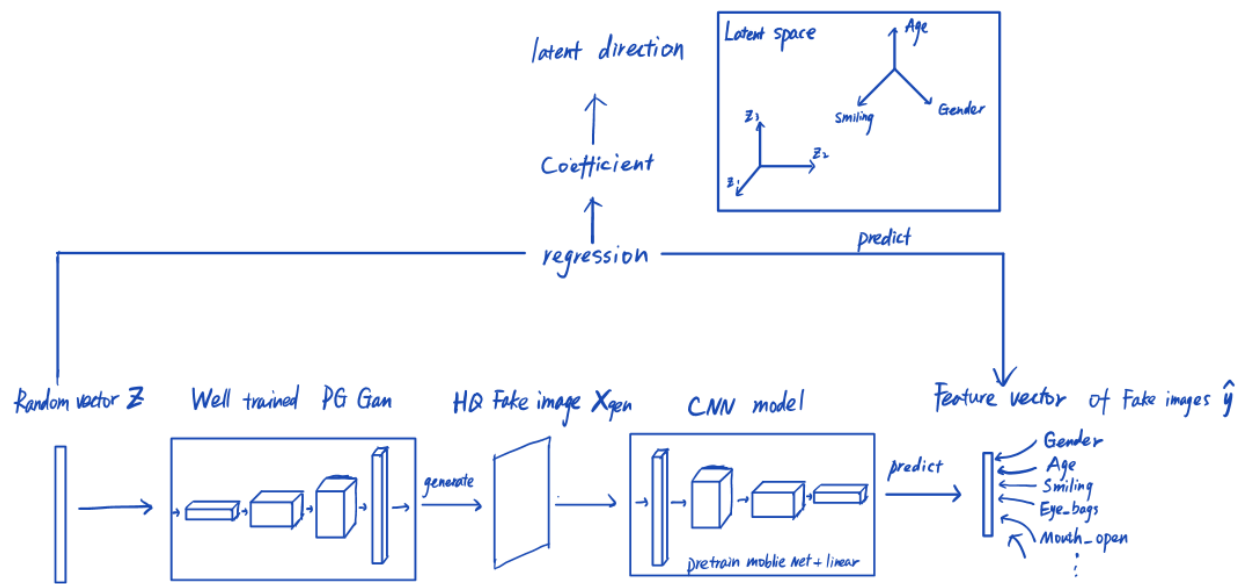 latent direction
Latent space
Age
Smiling
Gender
Z3
Z2
Z1
Coefficient
regression
predict
Random vector Z
Well trained PG Gan
HQ Fake image Xgen
CNN model
Feature vector of Fake images ŷ
generate
predict
Gender
Age
Smiling
Eye_bags
Mouth_open
⋮
pretrain moblie Net + linear